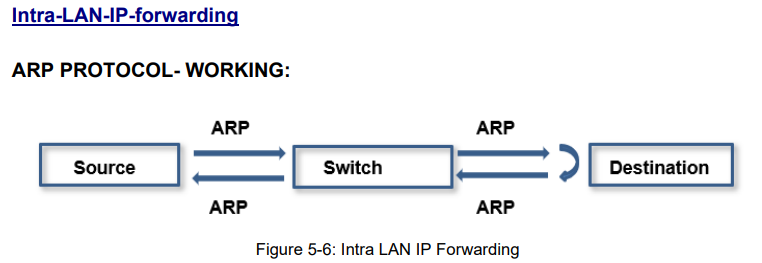 Intra-LAN-IP-forwarding
ARP PROTOCOL- WORKING:
ARP ARP
Source Switch Destination
ARP ARP
Figure 5-6: Intra LAN IP Forwarding